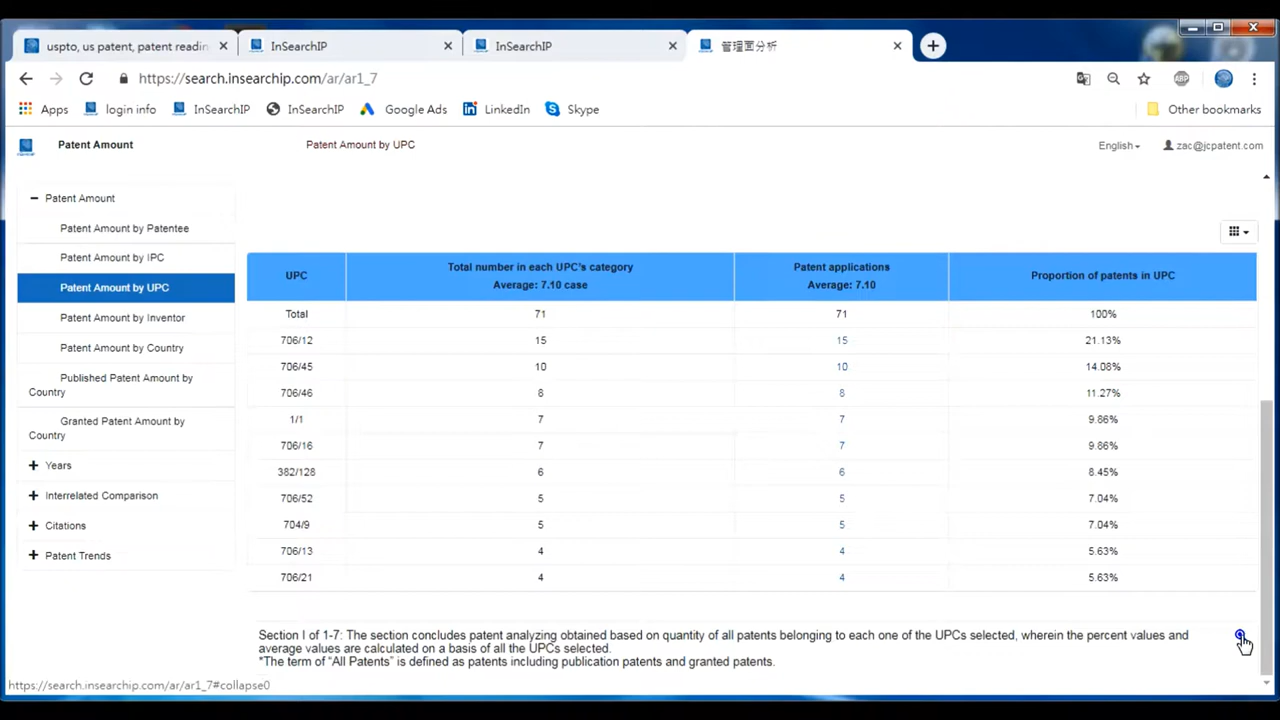 uspto, us patent, patent readin
InSearchIP
InSearchIP
管理面分析
https://search.insearchip.com/ar/ar1_7
ABP
Apps
login info
InSearchIP
InSearchIP
Google Ads
LinkedIn
Skype
Other bookmarks
Patent Amount
Patent Amount by UPC
English
zac@jcpatent.com
Patent Amount
Patent Amount by Patentee
Patent Amount by IPC
Patent Amount by UPC
Patent Amount by Inventor
Patent Amount by Country
Published Patent Amount by
Country
Granted Patent Amount by
Country
Years
Interrelated Comparison
Citations
Patent Trends
UPC Total number in each UPC's category Patent applications Proportion of patents in UPC
Average: 7.10 case Average: 7.10
Total 71 71 100%
706/12 15 15 21.13%
706/45 10 10 14.08%
706/46 8 8 11.27%
1/1 7 7 9.86%
706/16 7 7 9.86%
382/128 6 6 8.45%
706/52 5 5 7.04%
704/9 5 5 7.04%
706/13 4 4 5.63%
706/21 4 4 5.63%
Section I of 1-7: The section concludes patent analyzing obtained based on quantity of all patents belonging to each one of the UPCs selected, wherein the percent values and
average values are calculated on a basis of all the UPCs selected.
*The term of “All Patents” is defined as patents including publication patents and granted patents.
https://search.insearchip.com/ar/ar1_7#collapse0